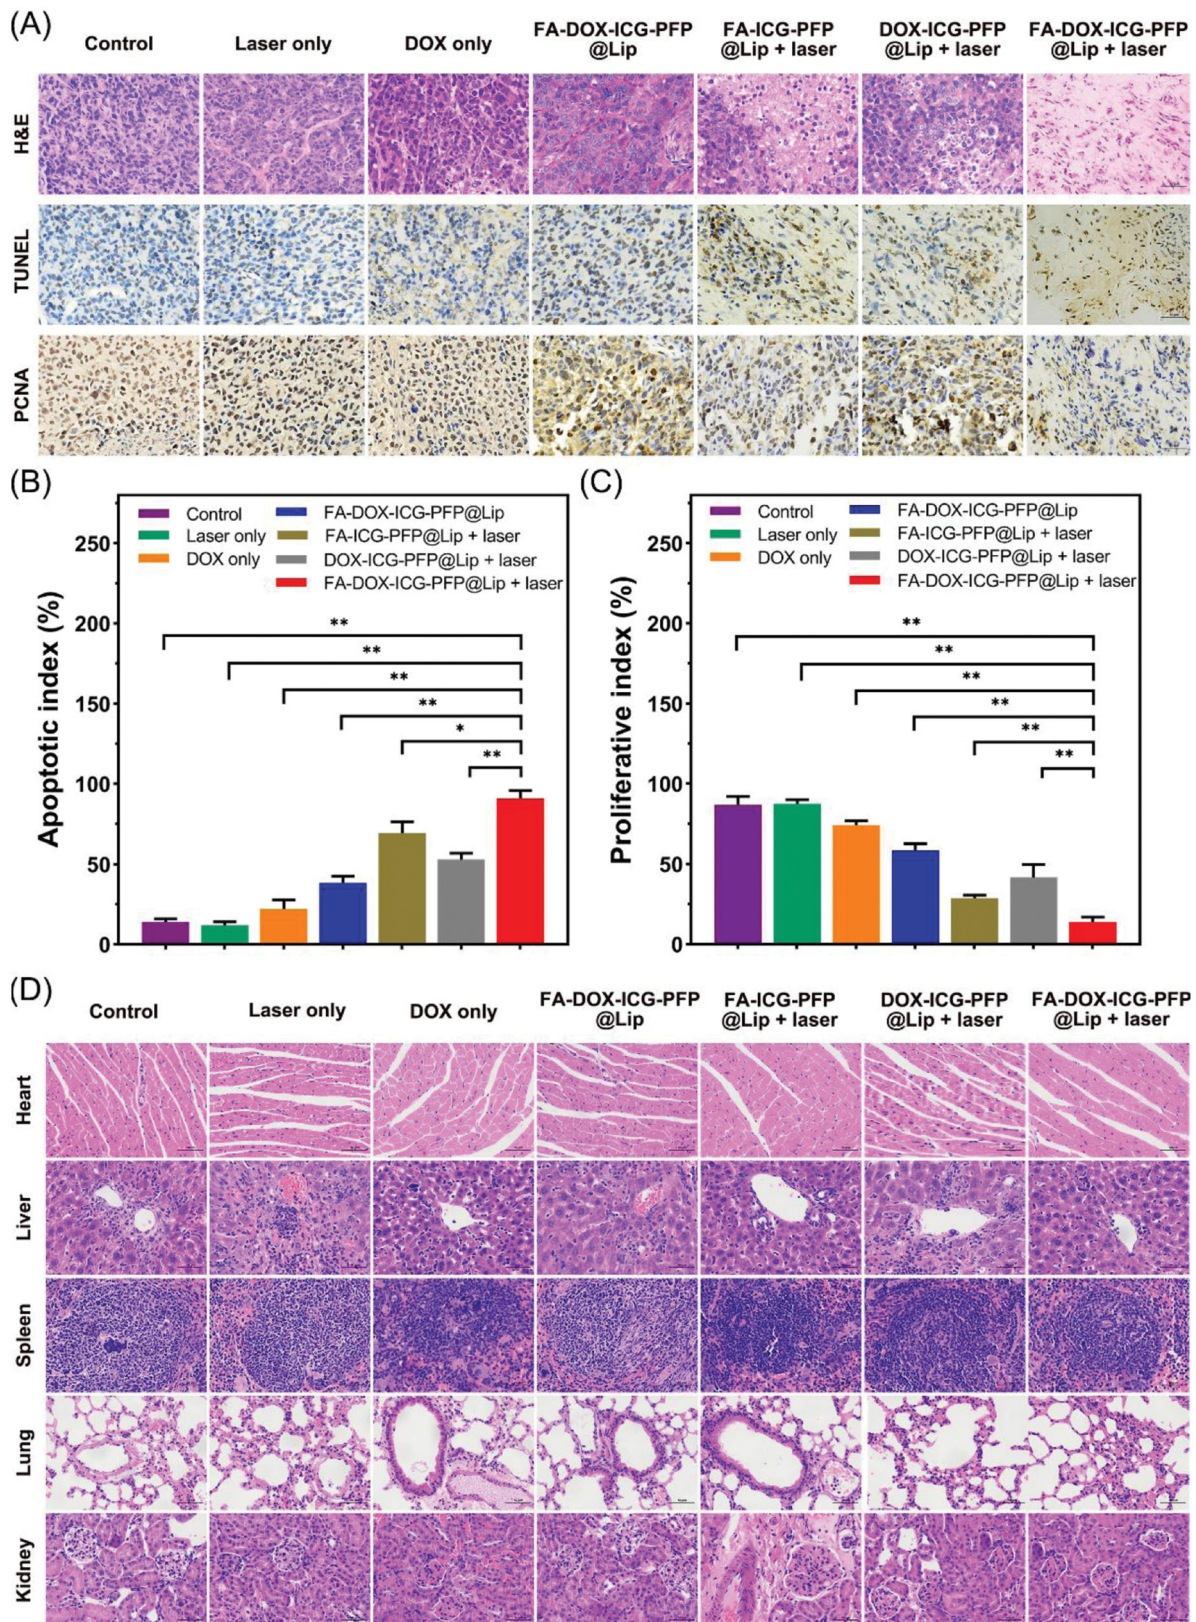 (A)
Control
Laser only
DOX only
FA-DOX-ICG-PFP
@Lip
FA-ICG-PFP
@Lip + laser
DOX-ICG-PFP
@Lip + laser
FA-DOX-ICG-PFP
@Lip + laser
H&E
TUNEL
PCNA
(B)
Apoptotic index (%)
250
200
150
100
50
0
Control
Laser only
DOX only
FA-DOX-ICG-PFP@Lip
FA-ICG-PFP@Lip + laser
DOX-ICG-PFP@Lip + laser
FA-DOX-ICG-PFP@Lip + laser
**
**
**
**
*
**
(C)
Proliferative index (%)
250
200
150
100
50
0
Control
Laser only
DOX only
FA-DOX-ICG-PFP@Lip
FA-ICG-PFP@Lip + laser
DOX-ICG-PFP@Lip + laser
FA-DOX-ICG-PFP@Lip + laser
**
**
**
**
**
**
(D)
Control
Laser only
DOX only
FA-DOX-ICG-PFP
@Lip
FA-ICG-PFP
@Lip + laser
DOX-ICG-PFP
@Lip + laser
FA-DOX-ICG-PFP
@Lip + laser
Heart
Liver
Spleen
Lung
Kidney